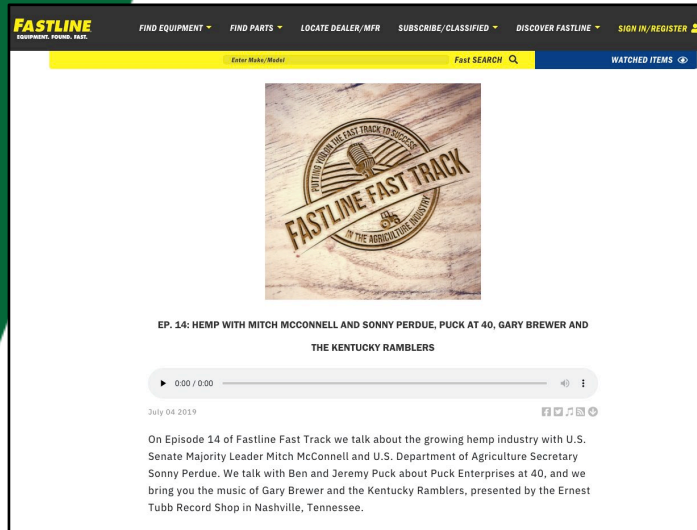 FASTLINE
EQUIPMENT. FOUND. FAST.
FIND EQUIPMENT FIND PARTS LOCATE DEALER/MFR SUBSCRIBE/CLASSIFIED DISCOVER FASTLINE SIGN IN/REGISTER
Enter Make/Model Fast SEARCH WATCHED ITEMS
PUTTING YOU ON THE FAST TRACK TO SUCCESS
FASTLINE FAST TRACK
IN THE AGRICULTURE INDUSTRY
EP. 14: HEMP WITH MITCH MCCONNELL AND SONNY PERDUE, PUCK AT 40, GARY BREWER AND
THE KENTUCKY RAMBLERS
0:00 / 0:00
July 04 2019
On Episode 14 of Fastline Fast Track we talk about the growing hemp industry with U.S.
Senate Majority Leader Mitch McConnell and U.S. Department of Agriculture Secretary
Sonny Perdue. We talk with Ben and Jeremy Puck about Puck Enterprises at 40, and we
bring you the music of Gary Brewer and the Kentucky Ramblers, presented by the Ernest
Tubb Record Shop in Nashville, Tennessee.